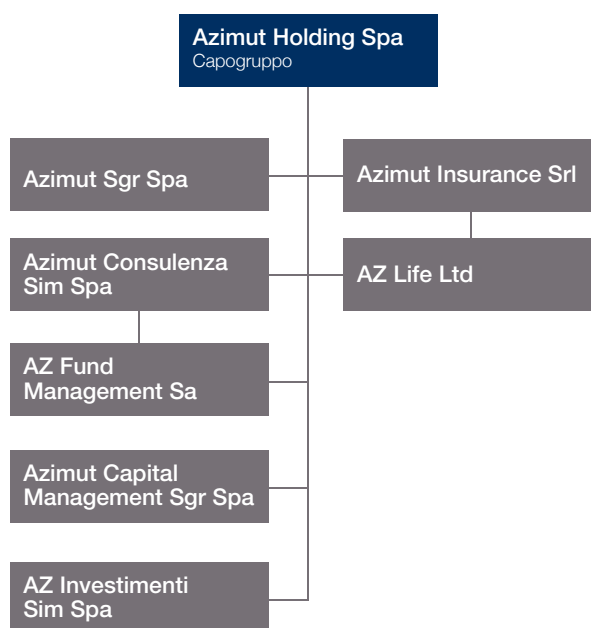 Azimut Holding Spa
Capogruppo
Azimut Sgr Spa
Azimut Insurance Srl
Azimut Consulenza
Sim Spa
AZ Life Ltd
AZ Fund
Management Sa
Azimut Capital
Management Sgr Spa
AZ Investimenti
Sim Spa